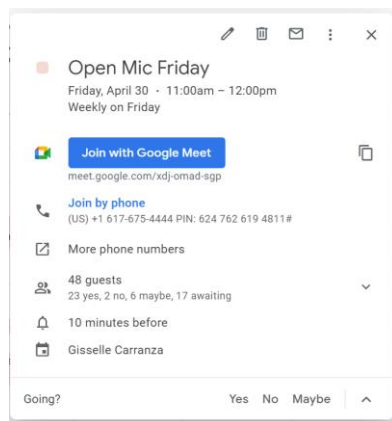 Open Mic Friday
Friday, April 30 · 11:00am – 12:00pm
Weekly on Friday
Join with Google Meet
meet.google.com/xdj-omad-sgp
Join by phone
(US) +1 617-675-4444 PIN: 624 762 619 4811#
More phone numbers
48 guests
23 yes, 2 no, 6 maybe, 17 awaiting
10 minutes before
Gisselle Carranza
Going? Yes No Maybe